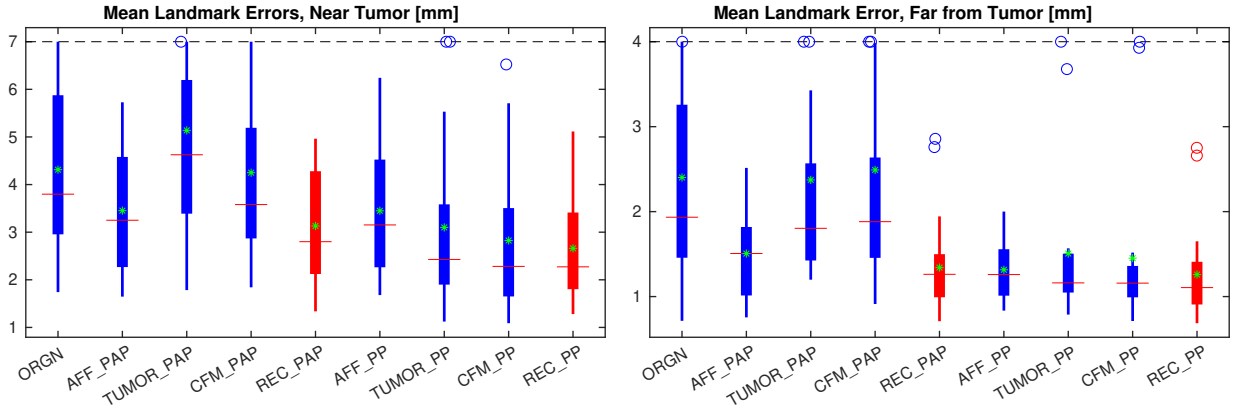 Mean Landmark Errors, Near Tumor [mm]
7
6
5
4
3
2
1
ORGN
AFF_PAP
TUMOR_PAP
CFM_PAP
REC_PAP
AFF_PP
TUMOR_PP
CFM_PP
REC_PP
Mean Landmark Error, Far from Tumor [mm]
4
3
2
1
ORGN
AFF_PAP
TUMOR_PAP
CFM_PAP
REC_PAP
AFF_PP
TUMOR_PP
CFM_PP
REC_PP